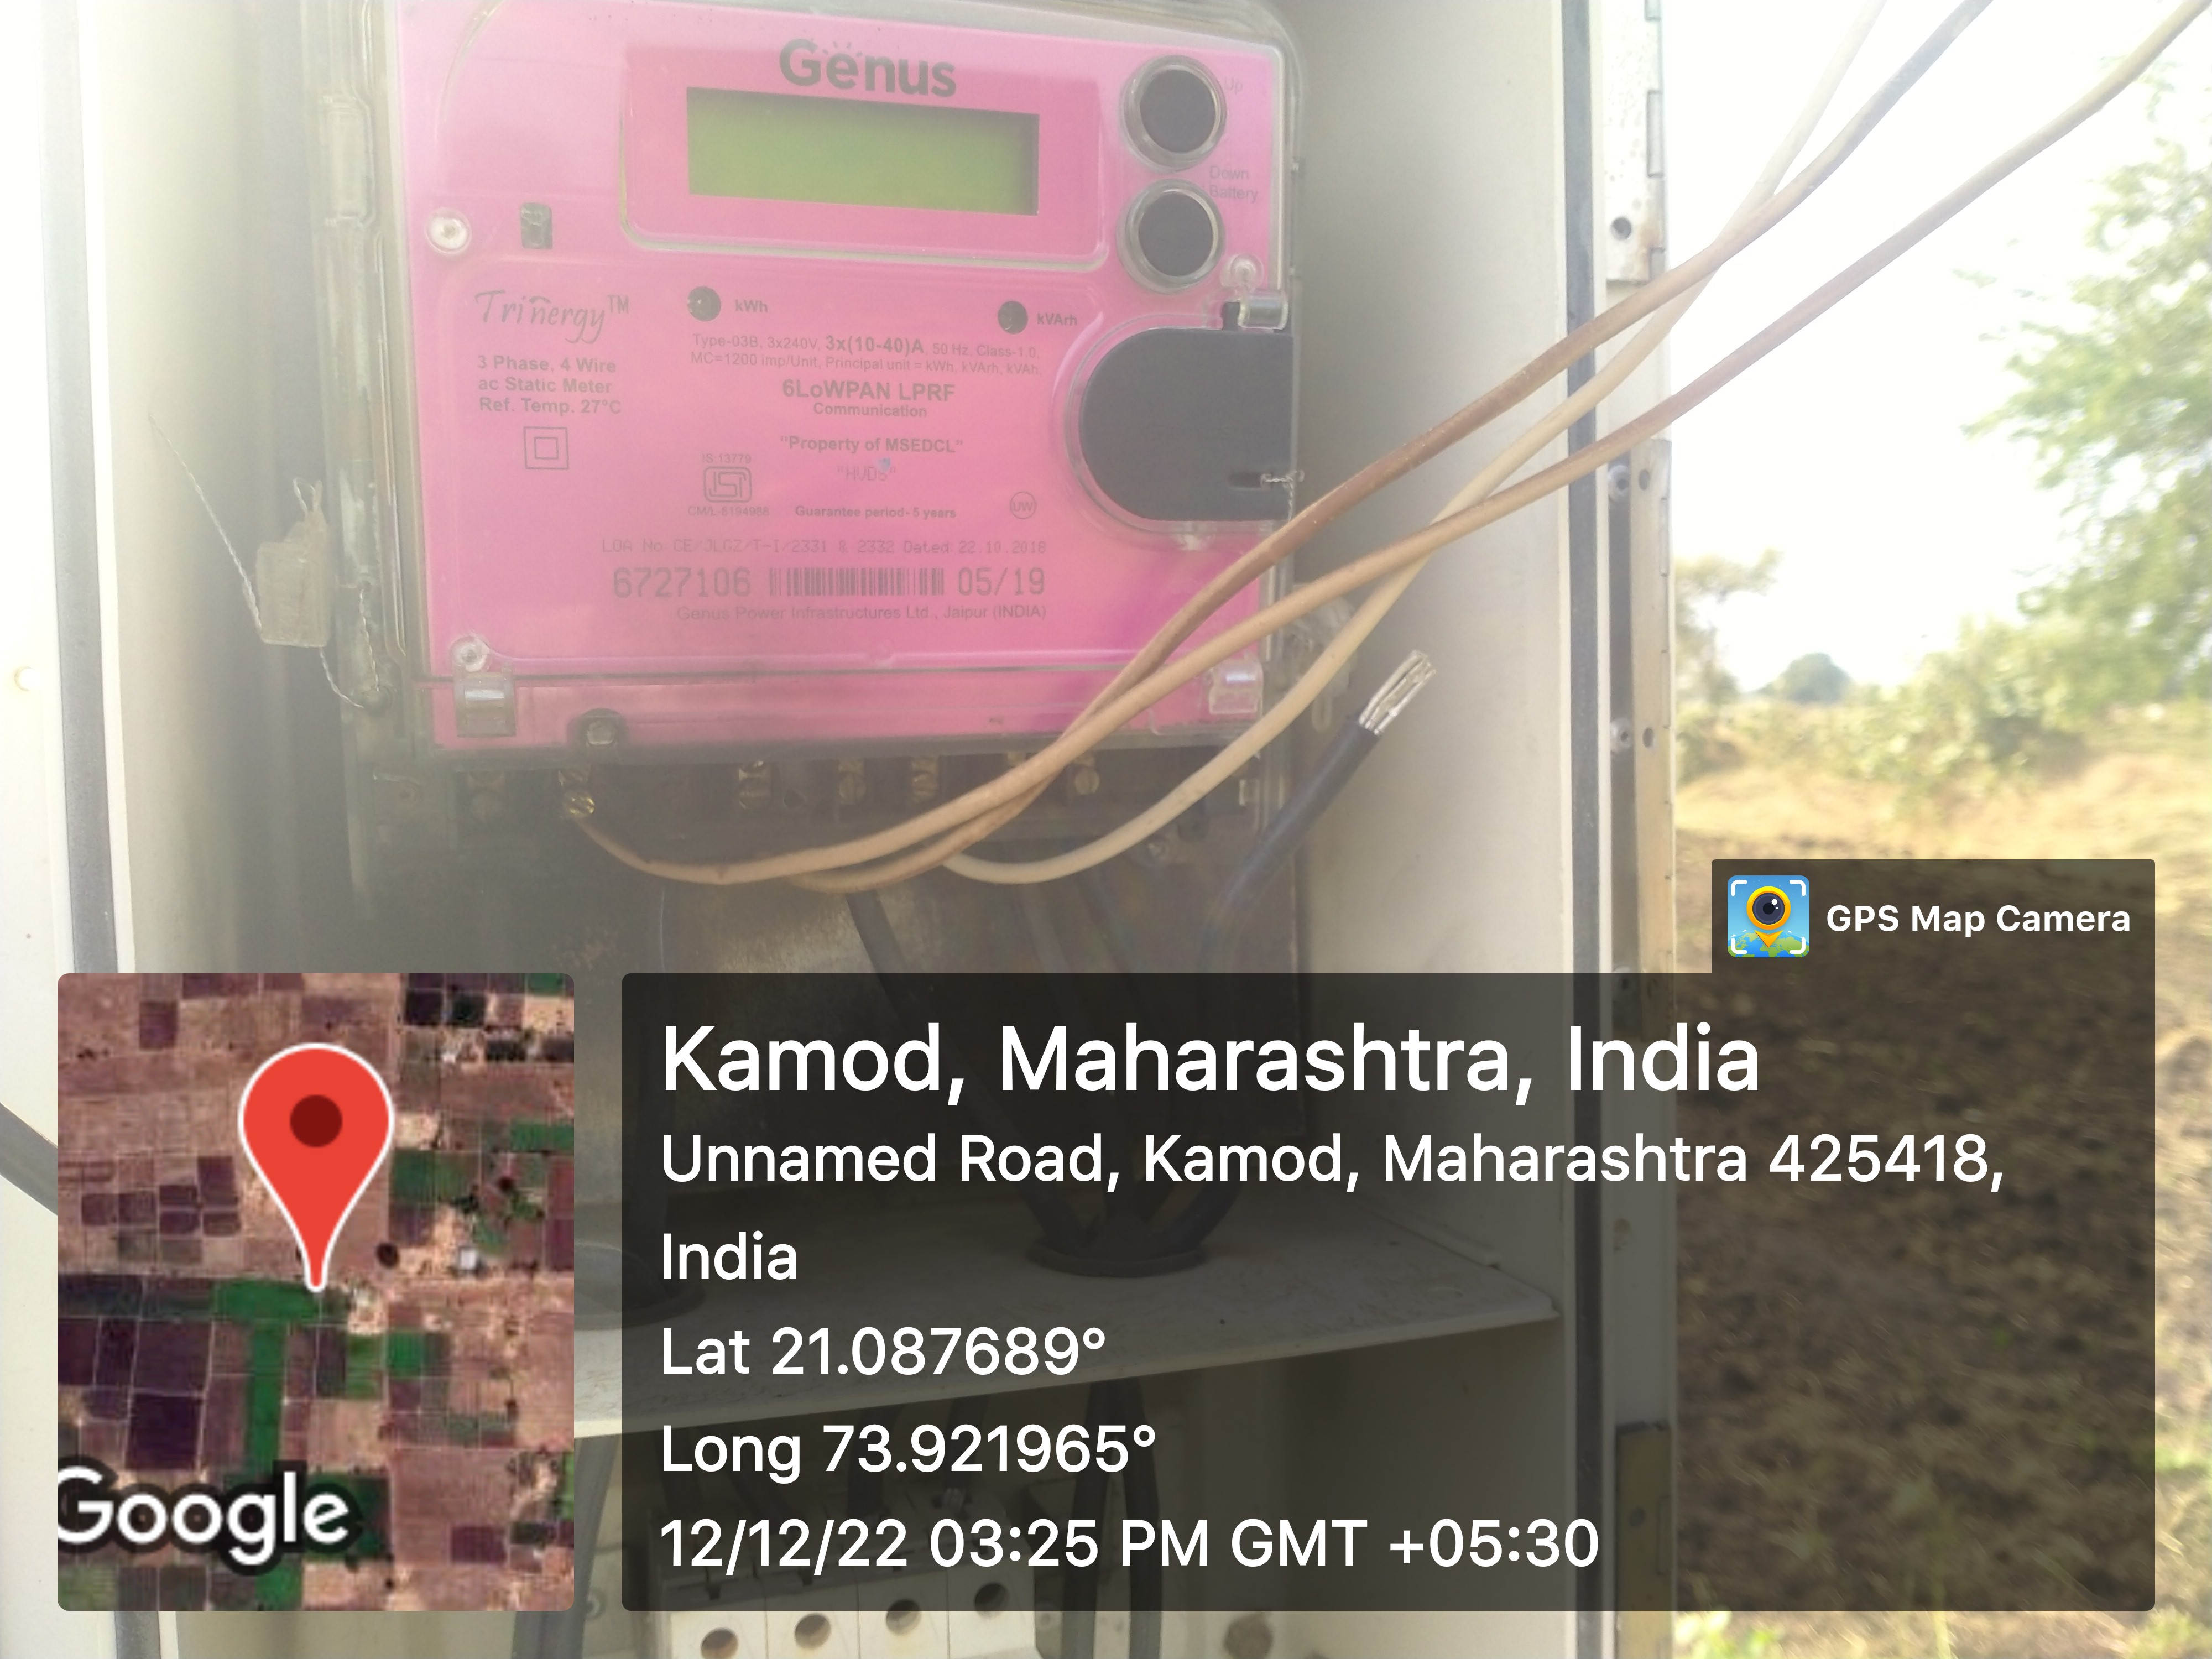 Genus
Up
Down
Battery
Trinergy™
kWh
kVArh
3 Phase, 4 Wire
ac Static Meter
Ref. Temp. 27°C
Type-03B, 3x240V, 3x(10-40)A, 50 Hz, Class-1.0,
MC=1200 imp/Unit, Principal unit = kWh, kVArh, kVAh,
6LoWPAN LPRF
Communication
"Property of MSEDCL"
IS:13779
ISI
CM/L-8194988
Guarantee period-5 years
UW
LOA No CE/JLGZ/T-I/2331 & 2332 Dated 22.10.2018
6727106 05/19
Genus Power Infrastructures Ltd., Jaipur (INDIA)
GPS Map Camera
Kamod, Maharashtra, India
Unnamed Road, Kamod, Maharashtra 425418,
India
Lat 21.087689°
Long 73.921965°
12/12/22 03:25 PM GMT +05:30
Google